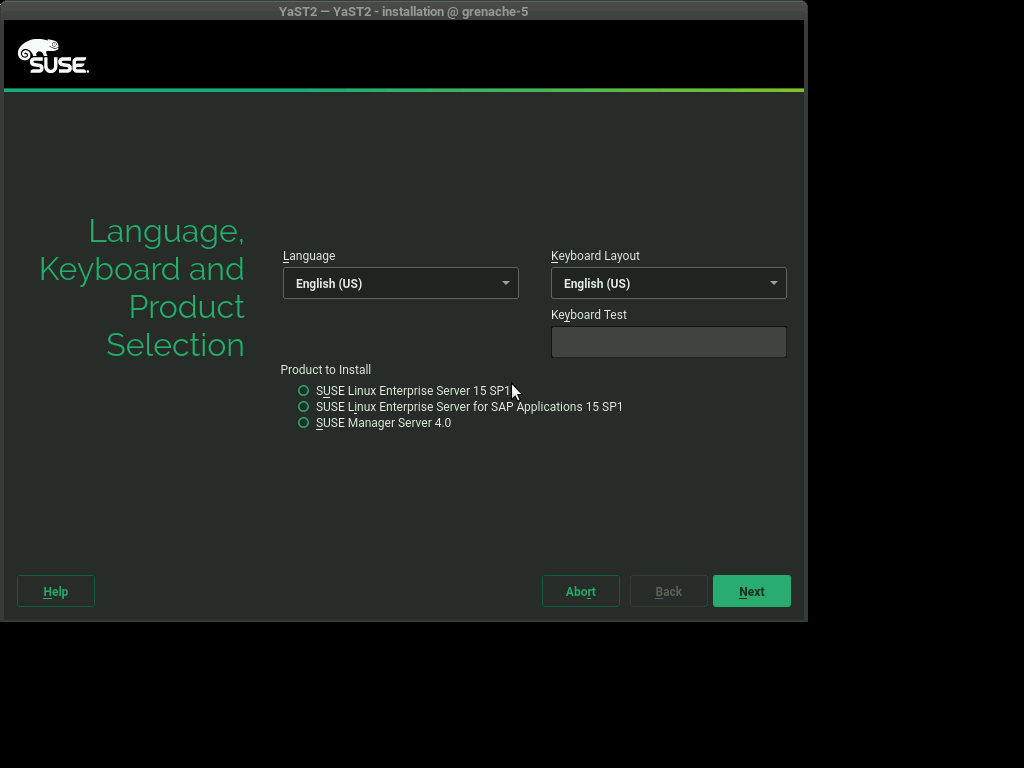 YaST2 — YaST2 - installation @ grenache-5
SUSE
Language,
Keyboard and
Product
Selection
Language
English (US)
Keyboard Layout
English (US)
Keyboard Test
Product to Install
SUSE Linux Enterprise Server 15 SP1
SUSE Linux Enterprise Server for SAP Applications 15 SP1
SUSE Manager Server 4.0
Help
Abort
Back
Next